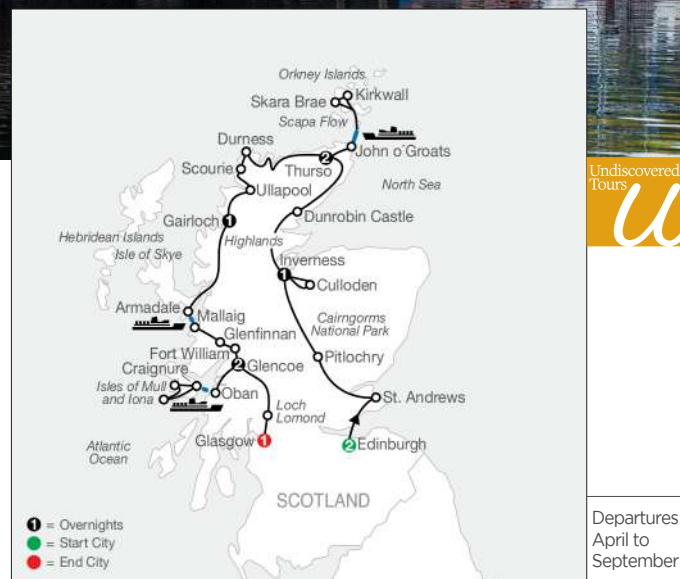 Orkney Islands
Skara Brae
Kirkwall
Scapa Flow
Durness
John o´Groats
Scourie
Thurso
2
North Sea
Ullapool
Dunrobin Castle
Gairloch
1
Highlands
Hebridean Islands
Isle of Skye
Inverness
1
Culloden
Armadale
Mallaig
Cairngorms
National Park
Glenfinnan
Fort William
Pitlochry
Glencoe
2
Craignure
Isles of Mull
and Iona
Oban
St. Andrews
Loch
Lomond
Glasgow
1
2
Edinburgh
Atlantic
Ocean
SCOTLAND
1 = Overnights
= Start City
= End City
Undiscovered
Tours
u
Departures
April to
September